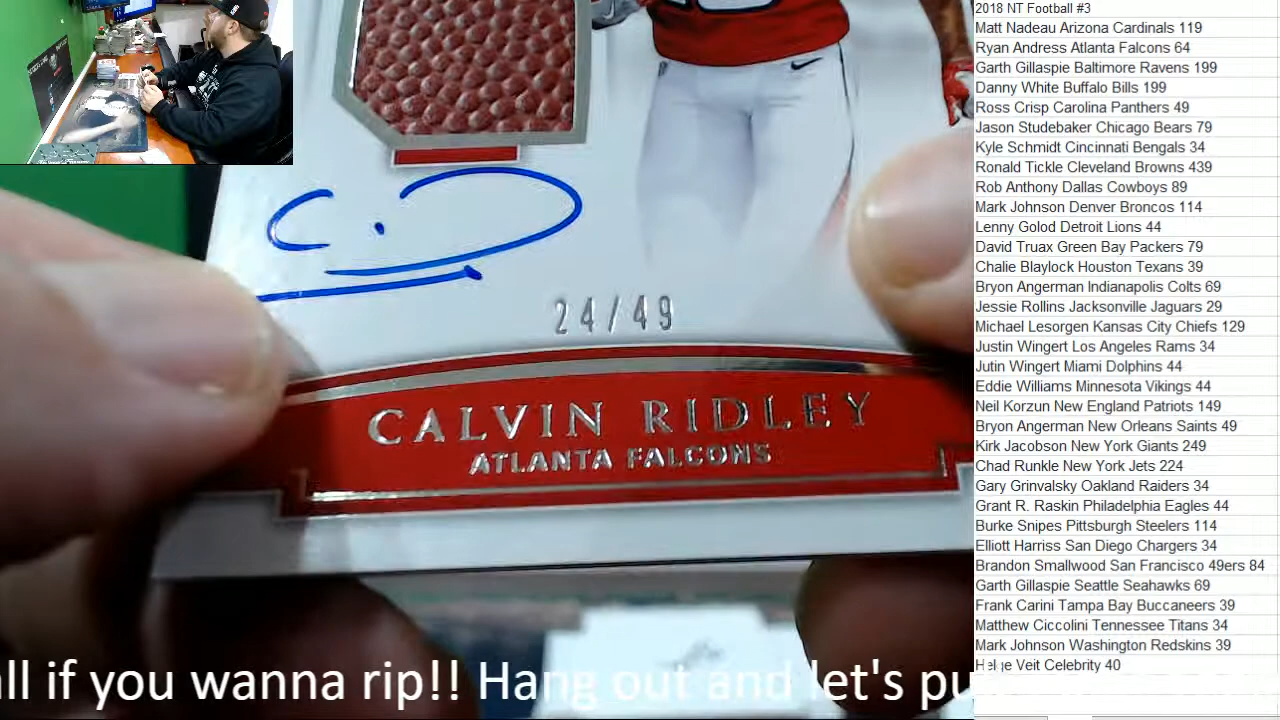 24/49
CALVIN RIDLEY
ATLANTA FALCONS
all if you wanna rip!! Hang out and let's pu
2018 NT Football #3
Matt Nadeau Arizona Cardinals 119
Ryan Andress Atlanta Falcons 64
Garth Gillaspie Baltimore Ravens 199
Danny White Buffalo Bills 199
Ross Crisp Carolina Panthers 49
Jason Studebaker Chicago Bears 79
Kyle Schmidt Cincinnati Bengals 34
Ronald Tickle Cleveland Browns 439
Rob Anthony Dallas Cowboys 89
Mark Johnson Denver Broncos 114
Lenny Golod Detroit Lions 44
David Truax Green Bay Packers 79
Chalie Blaylock Houston Texans 39
Bryon Angerman Indianapolis Colts 69
Jessie Rollins Jacksonville Jaguars 29
Michael Lesorgen Kansas City Chiefs 129
Justin Wingert Los Angeles Rams 34
Jutin Wingert Miami Dolphins 44
Eddie Williams Minnesota Vikings 44
Neil Korzun New England Patriots 149
Bryon Angerman New Orleans Saints 49
Kirk Jacobson New York Giants 249
Chad Runkle New York Jets 224
Gary Grinvalsky Oakland Raiders 34
Grant R. Raskin Philadelphia Eagles 44
Burke Snipes Pittsburgh Steelers 114
Elliott Harriss San Diego Chargers 34
Brandon Smallwood San Francisco 49ers 84
Garth Gillaspie Seattle Seahawks 69
Frank Carini Tampa Bay Buccaneers 39
Matthew Ciccolini Tennessee Titans 34
Mark Johnson Washington Redskins 39
Helge Veit Celebrity 40